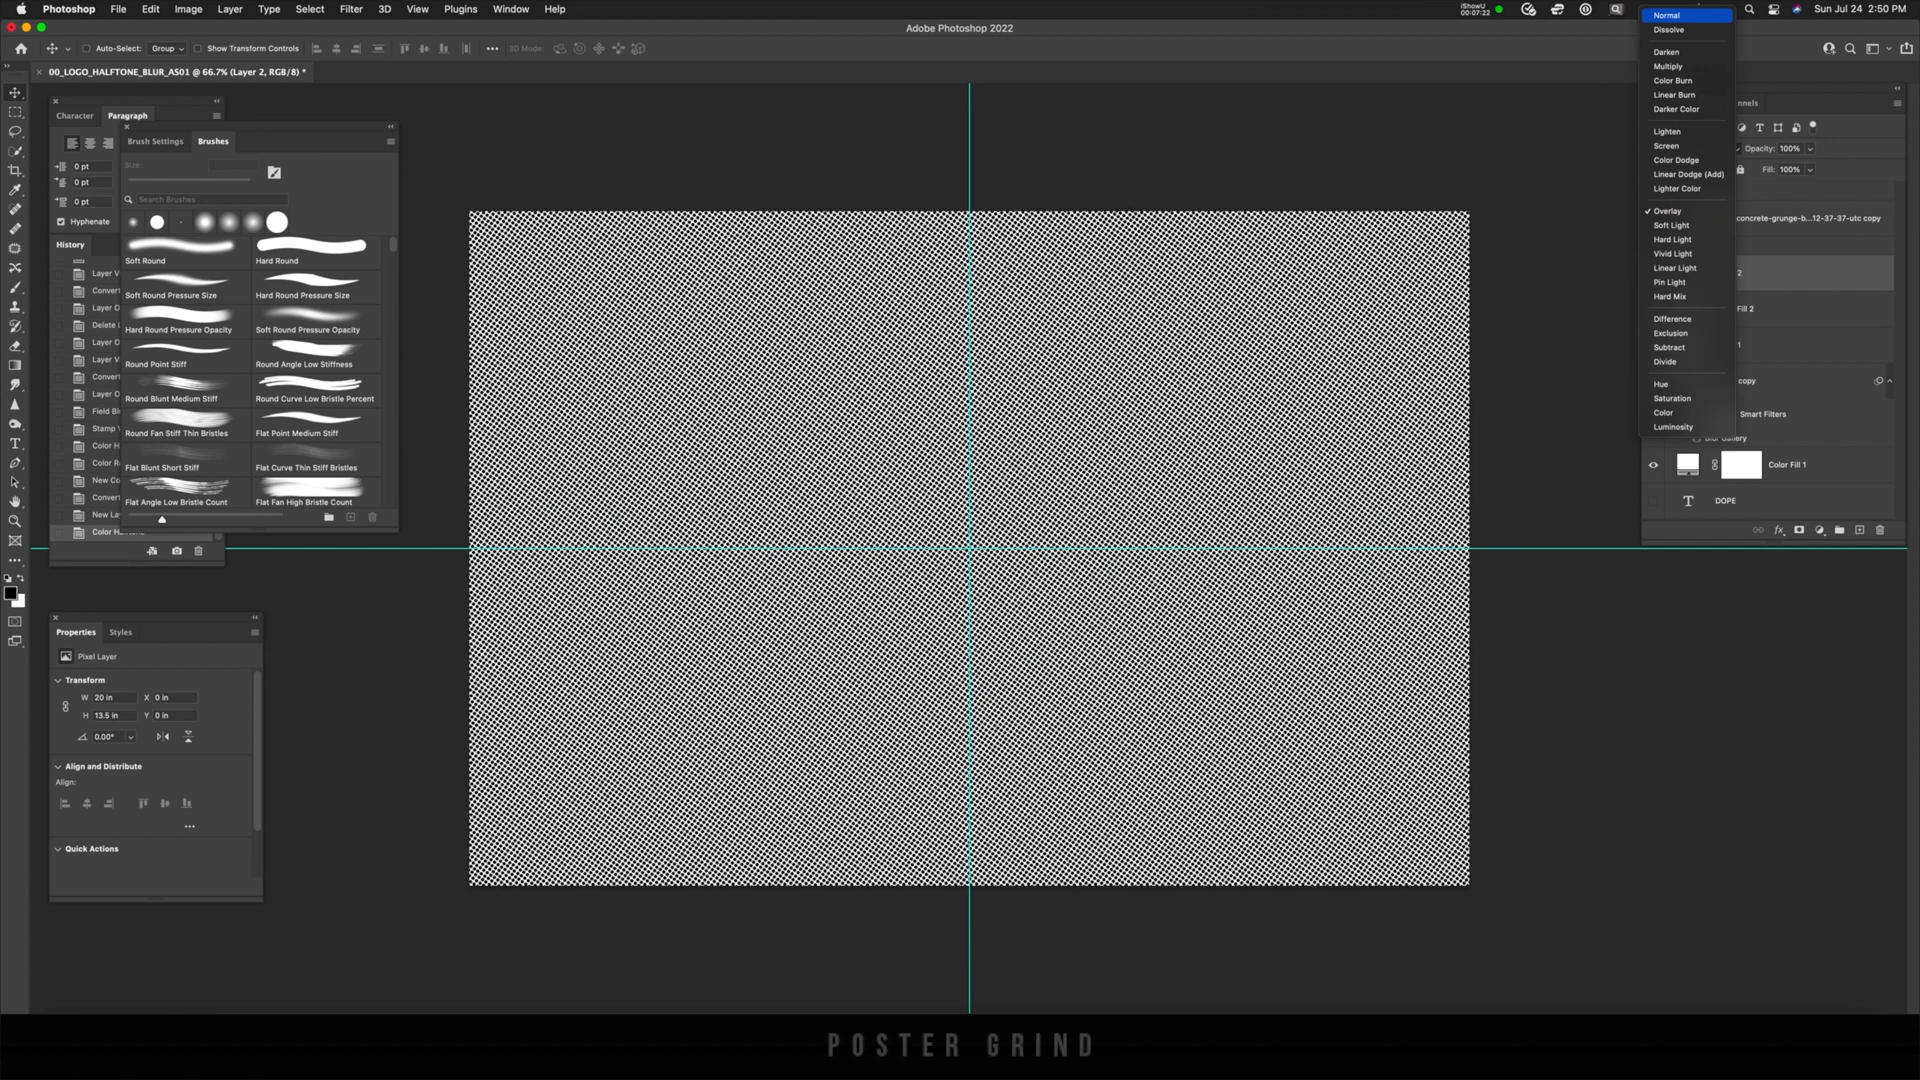 Photoshop File Edit Image Layer Type Select Filter 3D View Plugins Window Help
iShowU
00:07:22
Sun Jul 24 2:50 PM
Adobe Photoshop 2022
Auto-Select: Group Show Transform Controls
3D Mode:
00_LOGO_HALFTONE_BLUR_AS01 @ 66.7% (Layer 2, RGB/8) *
Character Paragraph
0 pt
0 pt
0 pt
Hyphenate
History
Layer V
Convert
Layer O
Delete L
Layer O
Layer V
Convert
Layer O
Field Bl
Stamp V
Color H
Color R
New Co
Convert
New La
Color Halftone
Brush Settings Brushes
Size:
Search Brushes
Soft Round
Hard Round
Soft Round Pressure Size
Hard Round Pressure Size
Hard Round Pressure Opacity
Soft Round Pressure Opacity
Round Point Stiff
Round Angle Low Stiffness
Round Blunt Medium Stiff
Round Curve Low Bristle Percent
Round Fan Stiff Thin Bristles
Flat Point Medium Stiff
Flat Blunt Short Stiff
Flat Curve Thin Stiff Bristles
Flat Angle Low Bristle Count
Flat Fan High Bristle Count
Properties Styles
Pixel Layer
Transform
W 20 in X 0 in
H 13.5 in Y 0 in
0.00°
Align and Distribute
Align:
Quick Actions
Normal
Dissolve
Darken
Multiply
Color Burn
Linear Burn
Darker Color
Lighten
Screen
Color Dodge
Linear Dodge (Add)
Lighter Color
Overlay
Soft Light
Hard Light
Vivid Light
Linear Light
Pin Light
Hard Mix
Difference
Exclusion
Subtract
Divide
Hue
Saturation
Color
Luminosity
nnels
Opacity: 100%
Fill: 100%
concrete-grunge-b...12-37-37-utc copy
2
Fill 2
1
copy
Smart Filters
Blur Gallery
Color Fill 1
T DOPE
POSTER GRIND